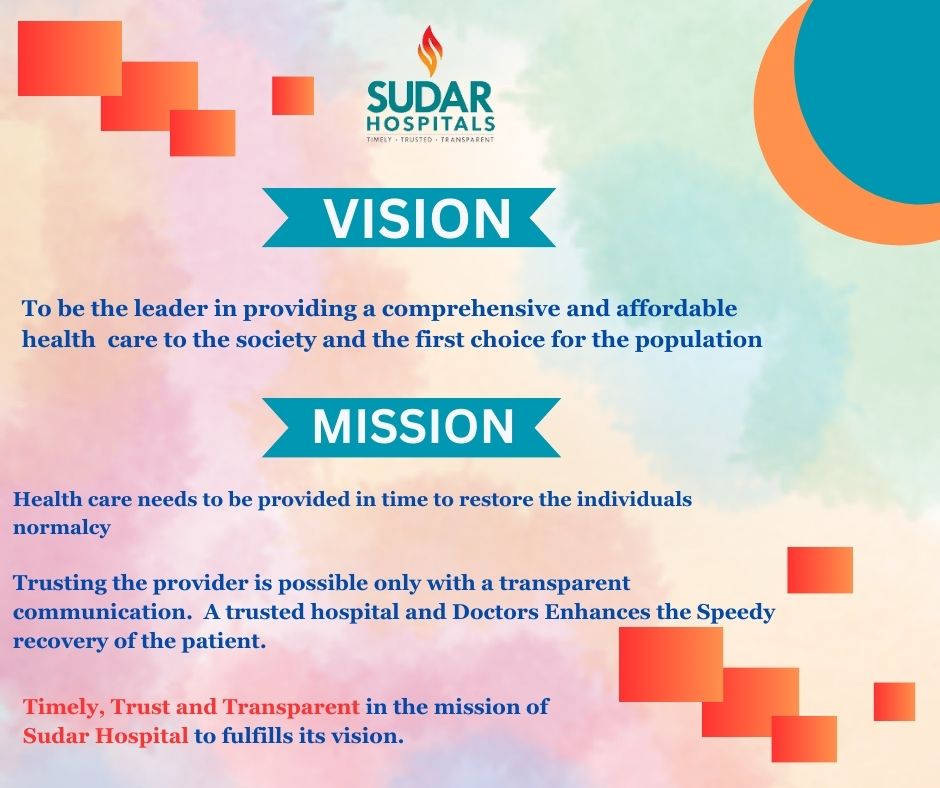 SUDAR
HOSPITALS
TIMELY • TRUSTED • TRANSPARENT
VISION
To be the leader in providing a comprehensive and affordable
health  care to the society and the first choice for the population
MISSION
Health care needs to be provided in time to restore the individuals
normalcy
Trusting the provider is possible only with a transparent
communication.  A trusted hospital and Doctors Enhances the Speedy
recovery of the patient.
Timely, Trust and Transparent in the mission of
Sudar Hospital to fulfills its vision.